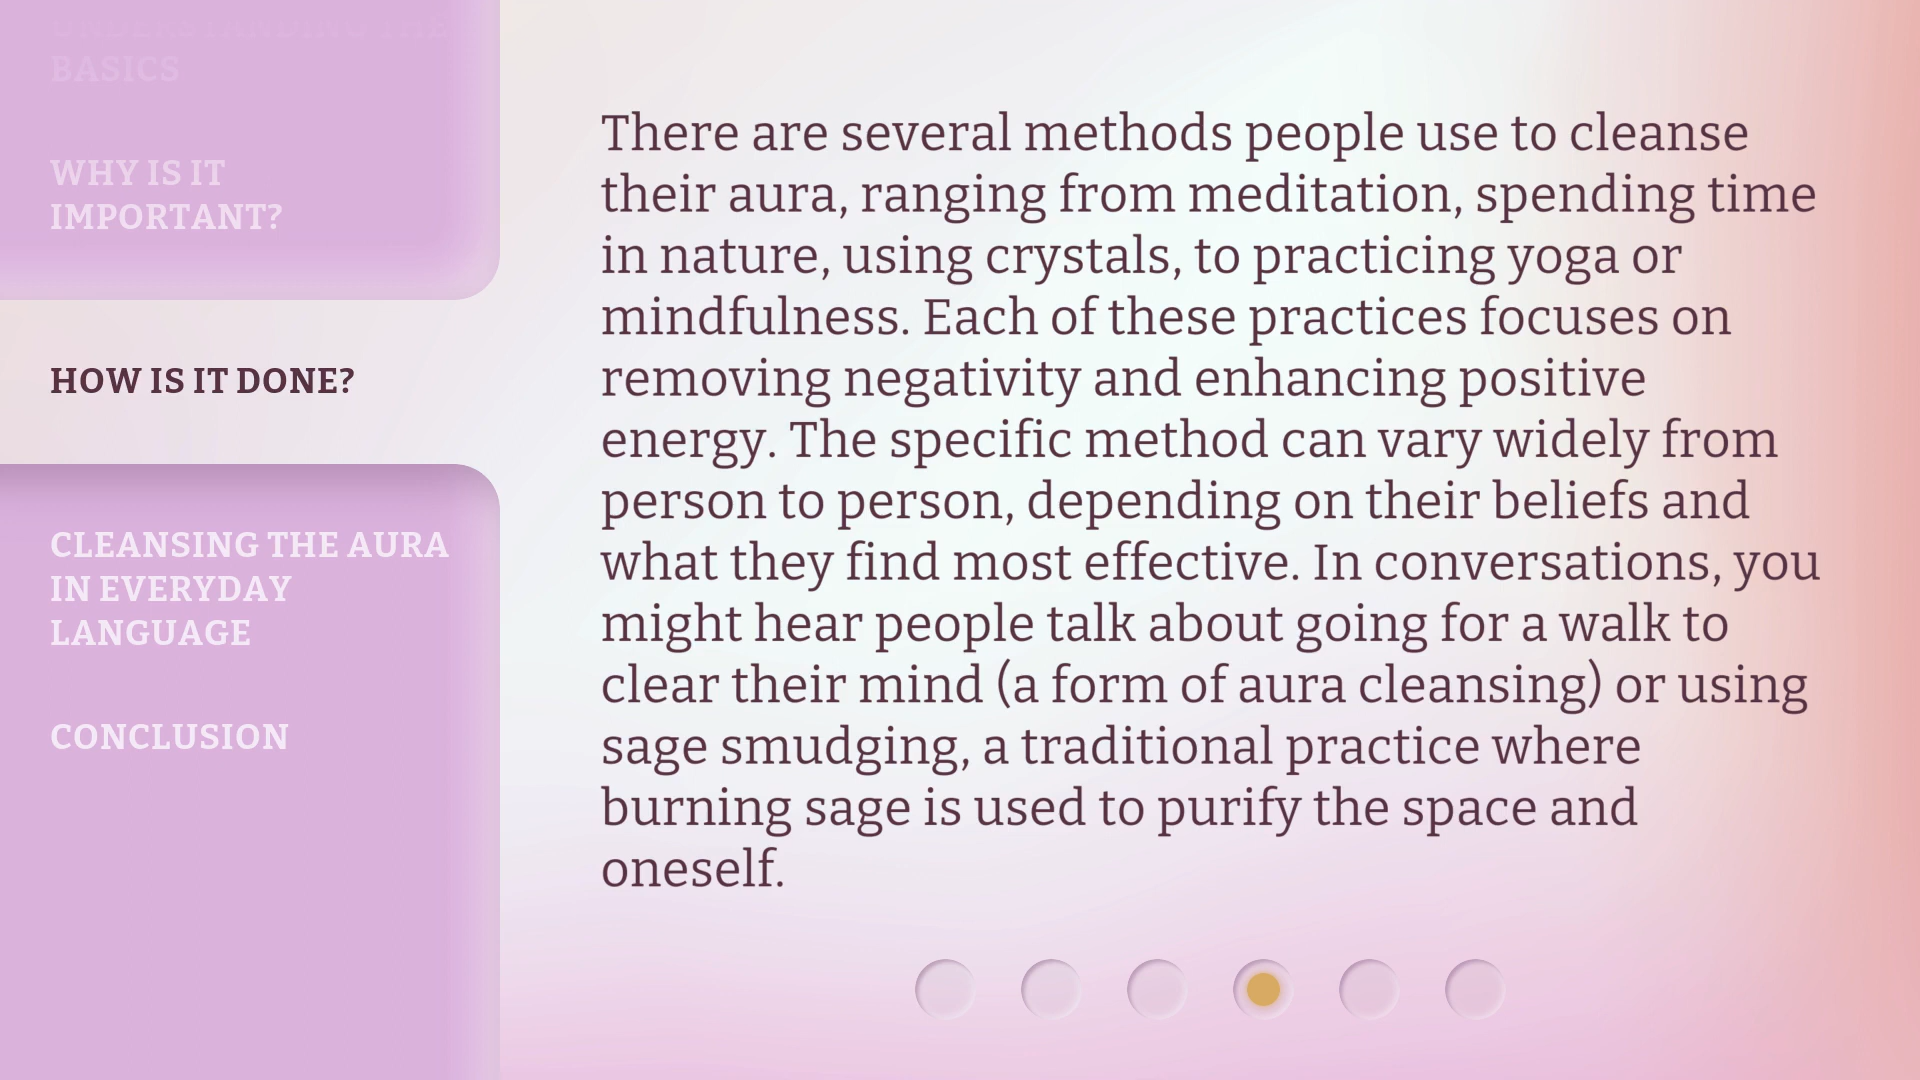 UNDERSTANDING THE
BASICS
WHY IS IT
IMPORTANT?
HOW IS IT DONE?
CLEANSING THE AURA
IN EVERYDAY
LANGUAGE
CONCLUSION
There are several methods people use to cleanse
their aura, ranging from meditation, spending time
in nature, using crystals, to practicing yoga or
mindfulness. Each of these practices focuses on
removing negativity and enhancing positive
energy. The specific method can vary widely from
person to person, depending on their beliefs and
what they find most effective. In conversations, you
might hear people talk about going for a walk to
clear their mind (a form of aura cleansing) or using
sage smudging, a traditional practice where
burning sage is used to purify the space and
oneself.